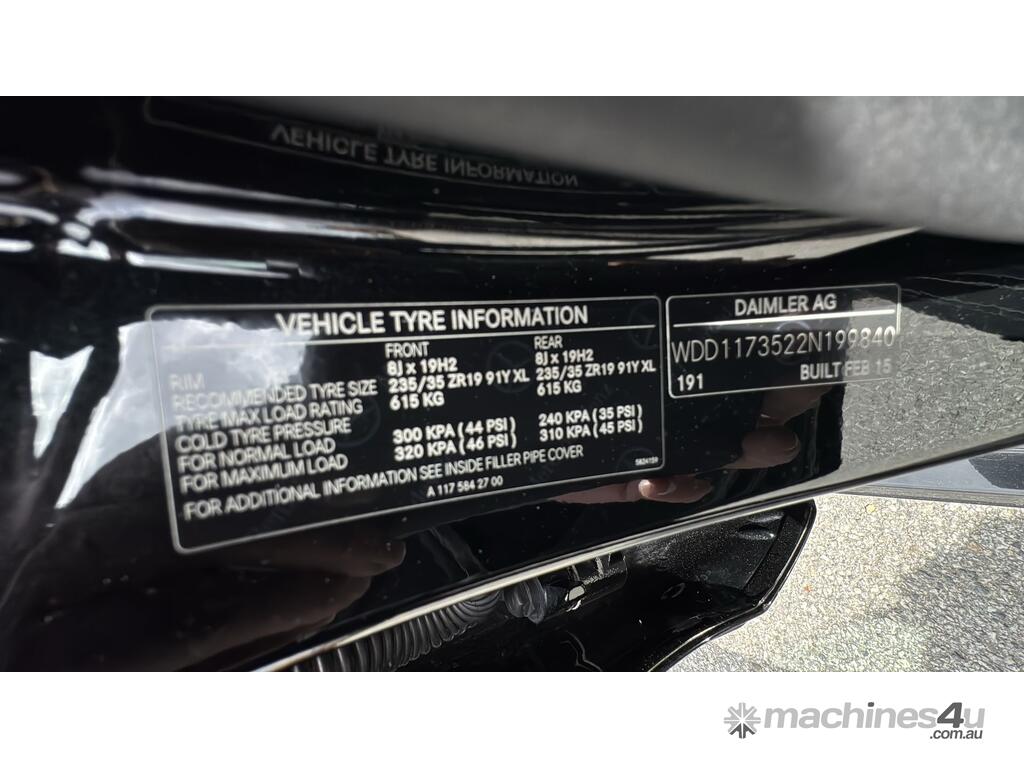 VEHICLE TYRE INFORMATION
VEHICLE TYRE INFORMATION
FRONT REAR
RIM 8J x 19H2 8J x 19H2
RECOMMENDED TYRE SIZE 235/35 ZR19 91Y XL 235/35 ZR19 91Y XL
TYRE MAX LOAD RATING 615 KG 615 KG
COLD TYRE PRESSURE
FOR NORMAL LOAD 300 KPA (44 PSI) 240 KPA (35 PSI)
FOR MAXIMUM LOAD 320 KPA (46 PSI) 310 KPA (45 PSI)
FOR ADDITIONAL INFORMATION SEE INSIDE FILLER PIPE COVER
A 117 584 27 00
DAIMLER AG
WDD1173522N199840
191 BUILT FEB 15
machines4u
.com.au